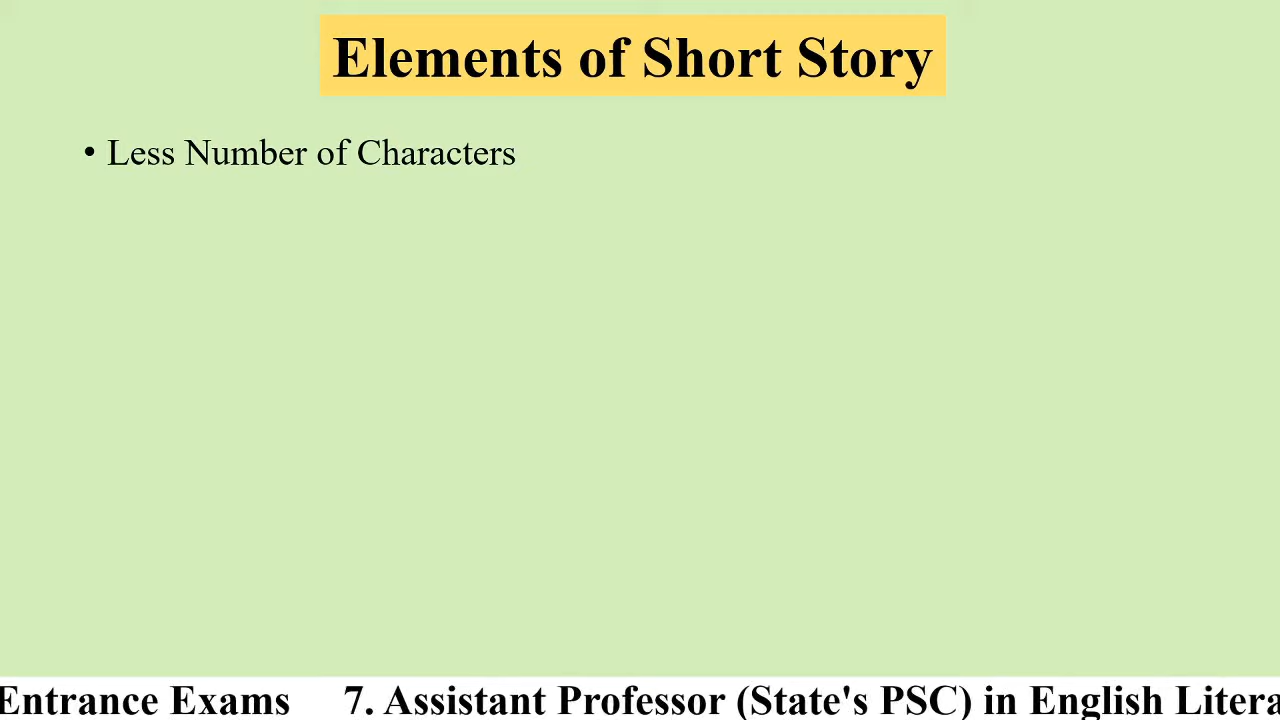 Elements of Short Story
• Less Number of Characters
Entrance Exams 7. Assistant Professor (State's PSC) in English Litera